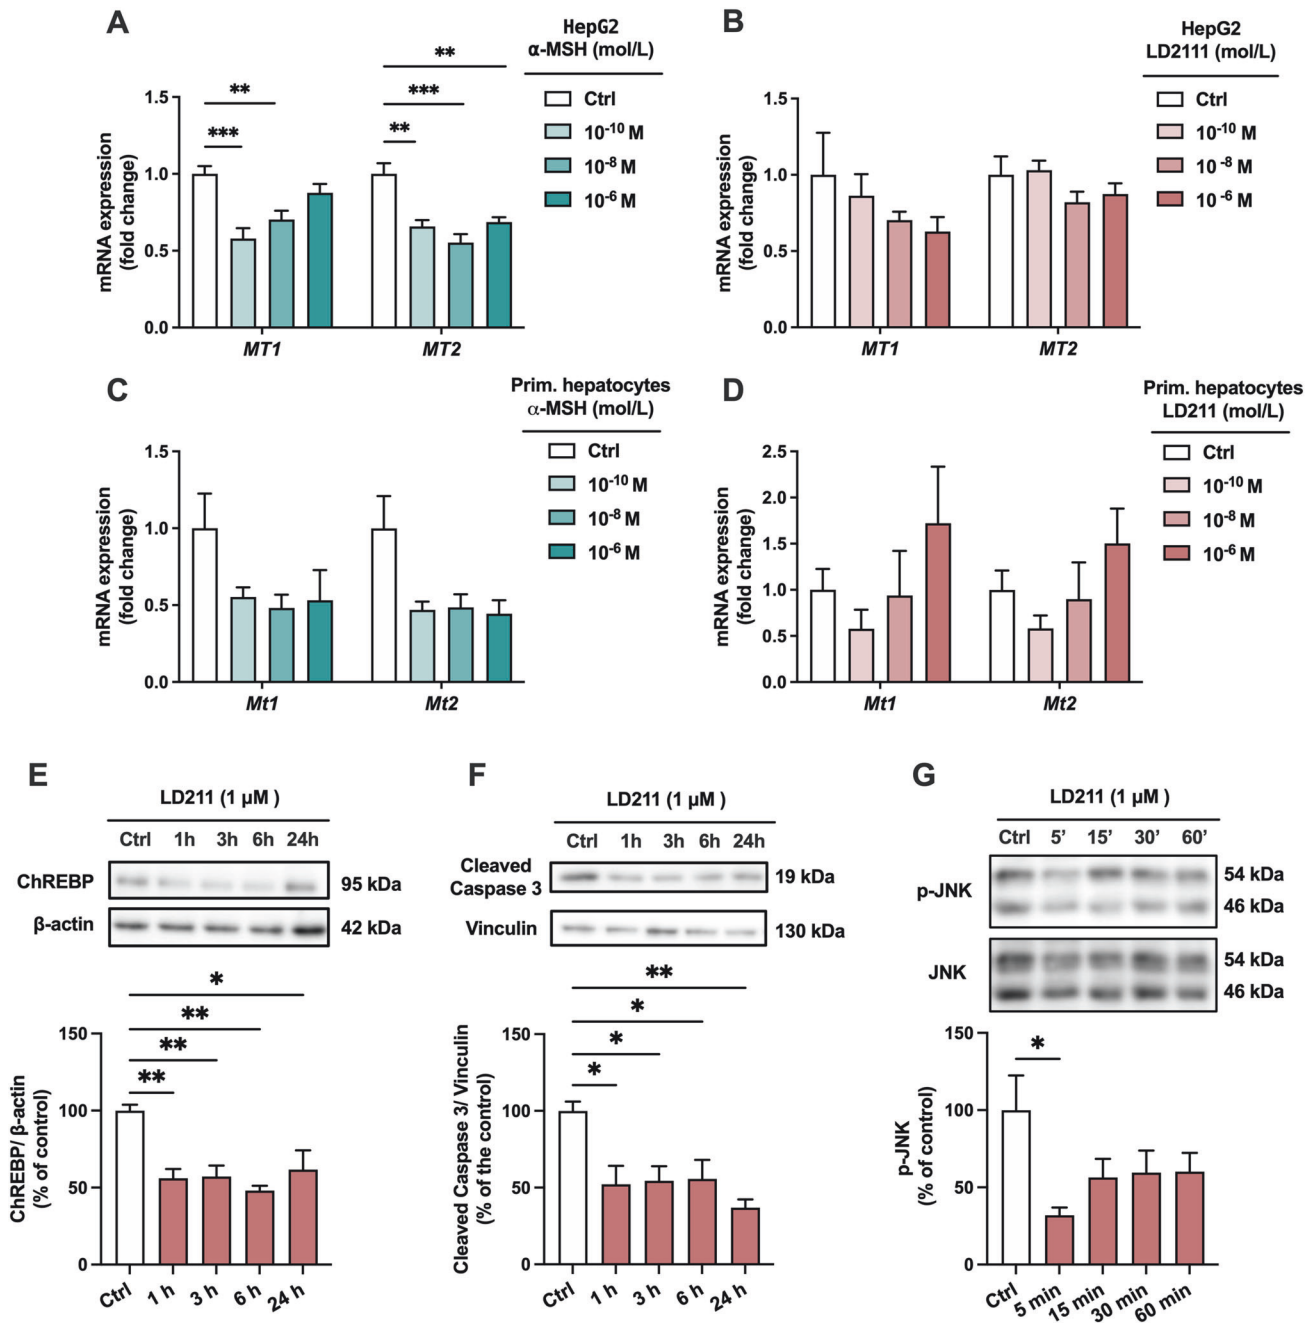 A
HepG2
α-MSH (mol/L)
Ctrl
10-10 M
10-8 M
10-6 M
** 
*** 
** 
*** 
**
mRNA expression
(fold change)
1.5
1.0
0.5
0.0
MT1
MT2
B
HepG2
LD2111 (mol/L)
Ctrl
10-10 M
10-8 M
10-6 M
mRNA expression
(fold change)
1.5
1.0
0.5
0.0
MT1
MT2
C
Prim. hepatocytes
α-MSH (mol/L)
Ctrl
10-10 M
10-8 M
10-6 M
mRNA expression
(fold change)
1.5
1.0
0.5
0.0
Mt1
Mt2
D
Prim. hepatocytes
LD211 (mol/L)
Ctrl
10-10 M
10-8 M
10-6 M
mRNA expression
(fold change)
2.5
2.0
1.5
1.0
0.5
0.0
Mt1
Mt2
E
LD211 (1 µM )
Ctrl 1h 3h 6h 24h
ChREBP 95 kDa
β-actin 42 kDa
*
**
**
**
ChREBP/ β-actin
(% of control)
150
100
50
0
Ctrl 1 h 3 h 6 h 24 h
F
LD211 (1 µM )
Ctrl 1h 3h 6h 24h
Cleaved
Caspase 3 19 kDa
Vinculin 130 kDa
**
*
*
*
Cleaved Caspase 3/ Vinculin
(% of the control)
150
100
50
0
Ctrl 1 h 3 h 6 h 24 h
G
LD211 (1 µM )
Ctrl 5’ 15’ 30’ 60’
p-JNK
54 kDa
46 kDa
JNK
54 kDa
46 kDa
*
p-JNK
(% of control)
150
100
50
0
Ctrl 5 min 15 min 30 min 60 min